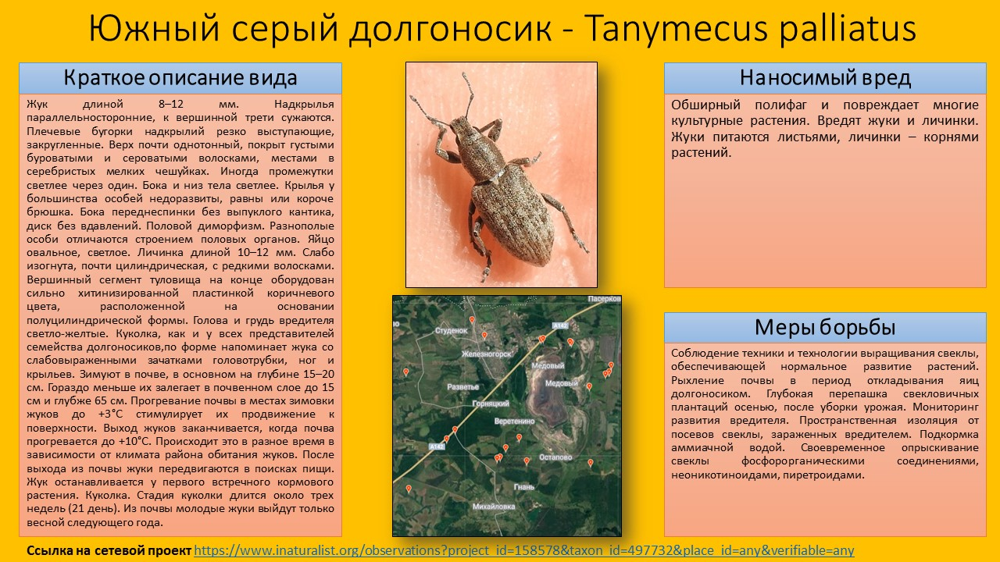 Южный серый долгоносик - Tanymecus palliatus
Краткое описание вида
Жук длиной 8–12 мм. Надкрылья
параллельносторонние, к вершинной трети сужаются.
Плечевые бугорки надкрылий резко выступающие,
закругленные. Верх почти однотонный, покрыт густыми
буроватыми и сероватыми волосками, местами в
серебристых мелких чешуйках. Иногда промежутки
светлее через один. Бока и низ тела светлее. Крылья у
большинства особей недоразвиты, равны или короче
брюшка. Бока переднеспинки без выпуклого кантика,
диск без вдавлений. Половой диморфизм. Разнополые
особи отличаются строением половых органов. Яйцо
овальное, светлое. Личинка длиной 10–12 мм. Слабо
изогнута, почти цилиндрическая, с редкими волосками.
Вершинный сегмент туловища на конце оборудован
сильно хитинизированной пластинкой коричневого
цвета, расположенной на основании
полуцилиндрической формы. Голова и грудь вредителя
светло-желтые. Куколка, как и у всех представителей
семейства долгоносиков,по форме напоминает жука со
слабовыраженными зачатками головотрубки, ног и
крыльев. Зимуют в почве, в основном на глубине 15–20
см. Гораздо меньше их залегает в почвенном слое до 15
см и глубже 65 см. Прогревание почвы в местах зимовки
жуков до +3°С стимулирует их продвижение к
поверхности. Выход жуков заканчивается, когда почва
прогревается до +10°С. Происходит это в разное время в
зависимости от климата района обитания жуков. После
выхода из почвы жуки передвигаются в поисках пищи.
Жук останавливается у первого встречного кормового
растения. Куколка. Стадия куколки длится около трех
недель (21 день). Из почвы молодые жуки выйдут только
весной следующего года.
Пасерков
во
А142
Студенок
Железногорск
Медовый
Медовый
Разветье
Горняцкий
Веретенино
А142
Остапово
Гнань
Михайловка
Наносимый вред
Обширный полифаг и повреждает многие
культурные растения. Вредят жуки и личинки.
Жуки питаются листьями, личинки – корнями
растений.
Меры борьбы
Соблюдение техники и технологии выращивания свеклы,
обеспечивающей нормальное развитие растений.
Рыхление почвы в период откладывания яиц
долгоносиком. Глубокая перепашка свекловичных
плантаций осенью, после уборки урожая. Мониторинг
развития вредителя. Пространственная изоляция от
посевов свеклы, зараженных вредителем. Подкормка
аммиачной водой. Своевременное опрыскивание
свеклы фосфорорганическими соединениями,
неоникотиноидами, пиретроидами.
Ссылка на сетевой проект https://www.inaturalist.org/observations?project_id=158578&taxon_id=497732&place_id=any&verifiable=any